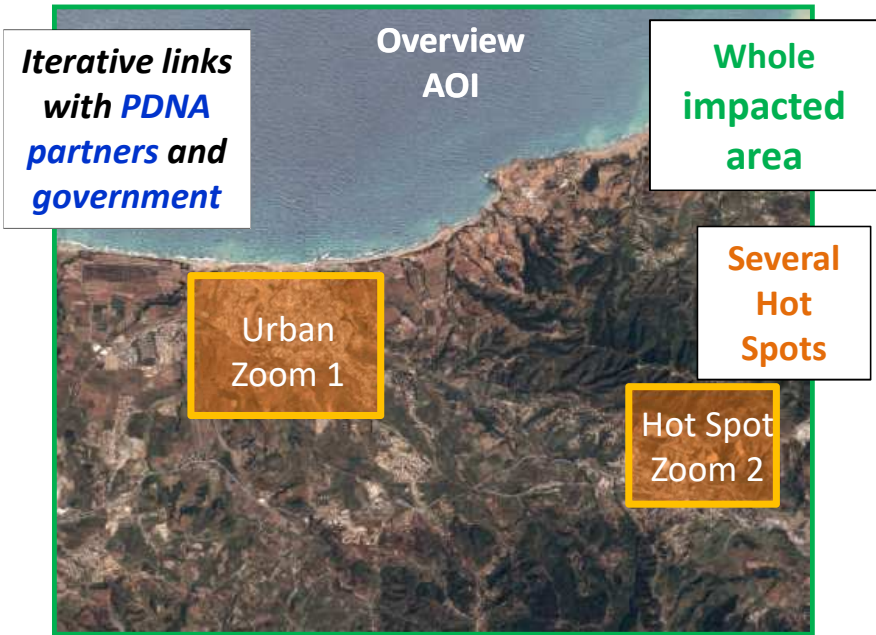 Iterative links
with PDNA
partners and
government
Overview
AOI
Whole
impacted
area
Several
Hot
Spots
Urban
Zoom 1
Hot Spot
Zoom 2